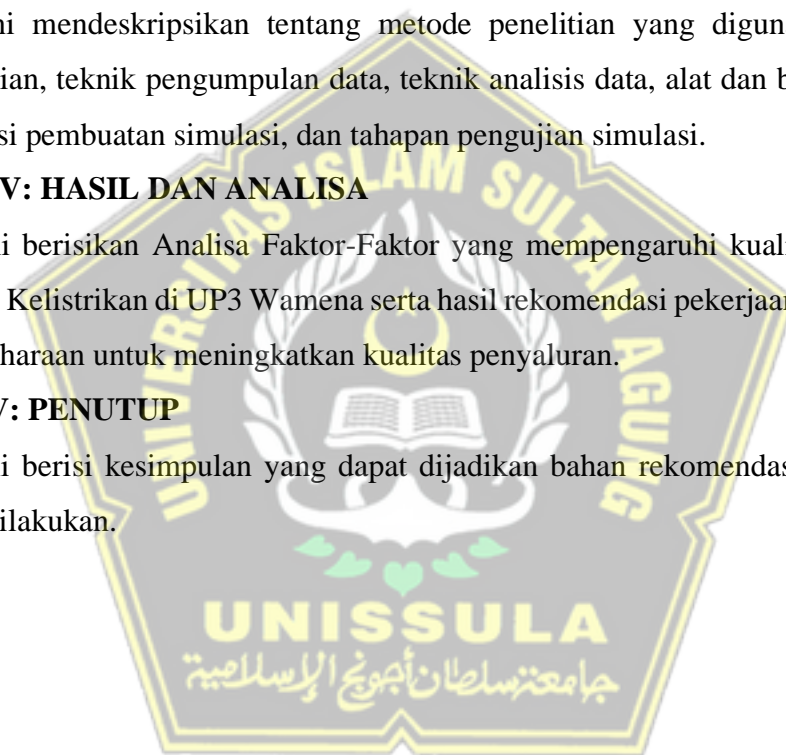 ni mendeskripsikan tentang metode penelitian yang digun
ian, teknik pengumpulan data, teknik analisis data, alat dan b
si pembuatan simulasi, dan tahapan pengujian simulasi.
V: HASIL DAN ANALISA
ni berisikan Analisa Faktor-Faktor yang mempengaruhi kuali
Kelistrikan di UP3 Wamena serta hasil rekomendasi pekerjaan
haraan untuk meningkatkan kualitas penyaluran.
V: PENUTUP
ni berisi kesimpulan yang dapat dijadikan bahan rekomendas
ilakukan.
UNIVERSITAS ISLAM SULTAN AGUNG
UNISSULA
جامعة سلطان أجونج الإسلامية